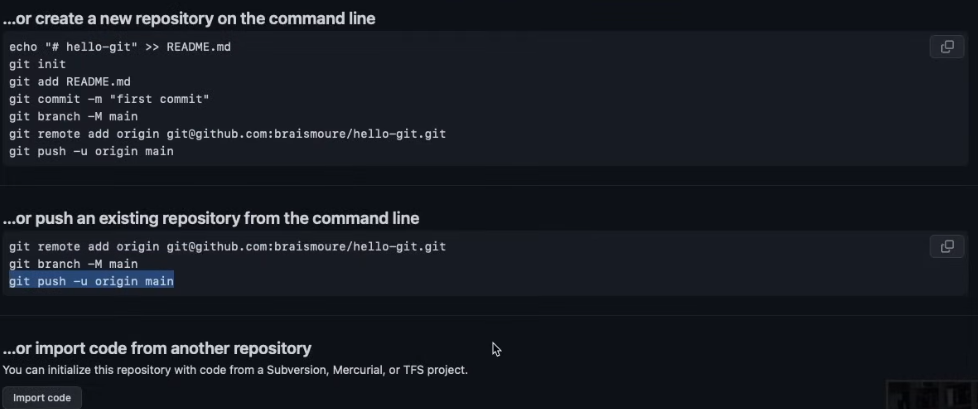 ...or create a new repository on the command line
echo "# hello-git" >> README.md
git init
git add README.md
git commit -m "first commit"
git branch -M main
git remote add origin git@github.com:braismoure/hello-git.git
git push -u origin main
...or push an existing repository from the command line
git remote add origin git@github.com:braismoure/hello-git.git
git branch -M main
git push -u origin main
...or import code from another repository
You can initialize this repository with code from a Subversion, Mercurial, or TFS project.
Import code